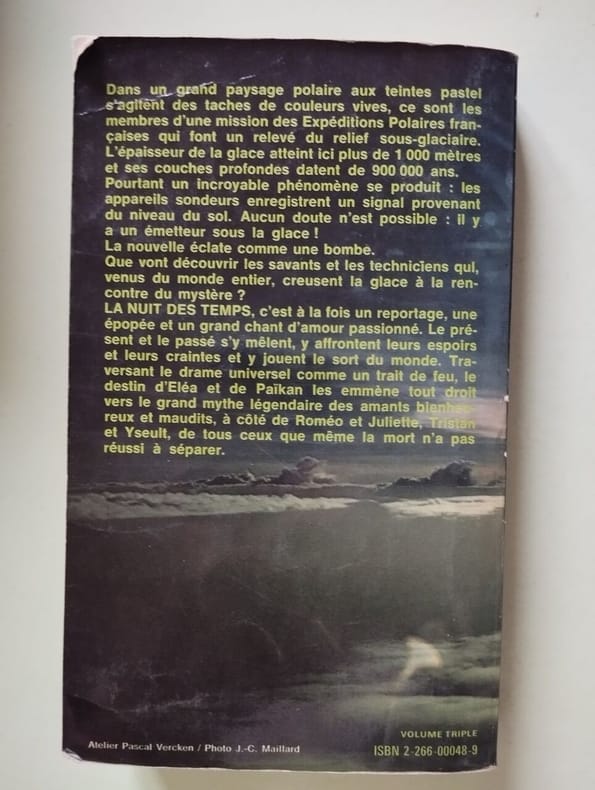 Dans un grand paysage polaire aux teintes pastel
s'agitent des taches de couleurs vives, ce sont les
membres d'une mission des Expéditions Polaires fran-
çaises qui font un relevé du relief sous-glaciaire.
L'épaisseur de la glace atteint ici plus de 1 000 mètres
et ses couches profondes datent de 900 000 ans.
Pourtant un incroyable phénomène se produit : les
appareils sondeurs enregistrent un signal provenant
du niveau du sol. Aucun doute n'est possible : il y
a un émetteur sous la glace !
La nouvelle éclate comme une bombe.
Que vont découvrir les savants et les techniciens qui,
venus du monde entier, creusent la glace à la ren-
contre du mystère ?
LA NUIT DES TEMPS, c'est à la fois un reportage, une
épopée et un grand chant d'amour passionné. Le pré-
sent et le passé s'y mêlent, y affrontent leurs espoirs
et leurs craintes et y jouent le sort du monde. Tra-
versant le drame universel comme un trait de feu, le
destin d'Eléa et de Païkan les emmène tout droit
vers le grand mythe légendaire des amants bienheu-
reux et maudits, à côté de Roméo et Juliette, Tristan
et Yseult, de tous ceux que même la mort n'a pas
réussi à séparer.
Atelier Pascal Vercken / Photo J.-C. Maillard
VOLUME TRIPLE
ISBN 2-266-00048-9